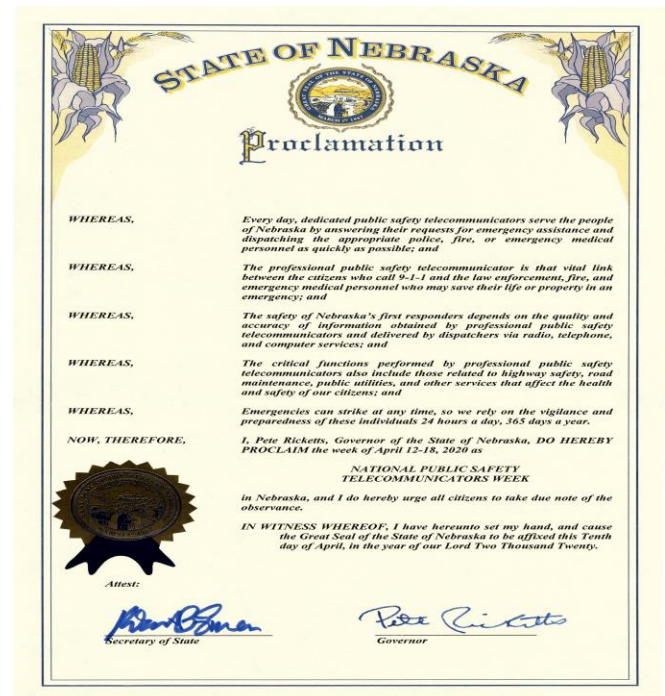 STATE OF NEBRASKA
GREAT SEAL OF THE STATE OF NEBRASKA
MARCH 1ST 1867
Proclamation
WHEREAS,
Every day, dedicated public safety telecommunicators serve the people
of Nebraska by answering their requests for emergency assistance and
dispatching the appropriate police, fire, or emergency medical
personnel as quickly as possible; and
WHEREAS,
The professional public safety telecommunicator is that vital link
between the citizens who call 9-1-1 and the law enforcement, fire, and
emergency medical personnel who may save their life or property in an
emergency; and
WHEREAS,
The safety of Nebraska's first responders depends on the quality and
accuracy of information obtained by professional public safety
telecommunicators and delivered by dispatchers via radio, telephone,
and computer services; and
WHEREAS,
The critical functions performed by professional public safety
telecommunicators also include those related to highway safety, road
maintenance, public utilities, and other services that affect the health
and safety of our citizens; and
WHEREAS,
Emergencies can strike at any time, so we rely on the vigilance and
preparedness of these individuals 24 hours a day, 365 days a year.
NOW, THEREFORE,
I, Pete Ricketts, Governor of the State of Nebraska, DO HEREBY
PROCLAIM the week of April 12-18, 2020 as
NATIONAL PUBLIC SAFETY
TELECOMMUNICATORS WEEK
in Nebraska, and I do hereby urge all citizens to take due note of the
observance.
IN WITNESS WHEREOF, I have hereunto set my hand, and cause
the Great Seal of the State of Nebraska to be affixed this Tenth
day of April, in the year of our Lord Two Thousand Twenty.
Attest:
Pete Ricketts
Secretary of State
Governor